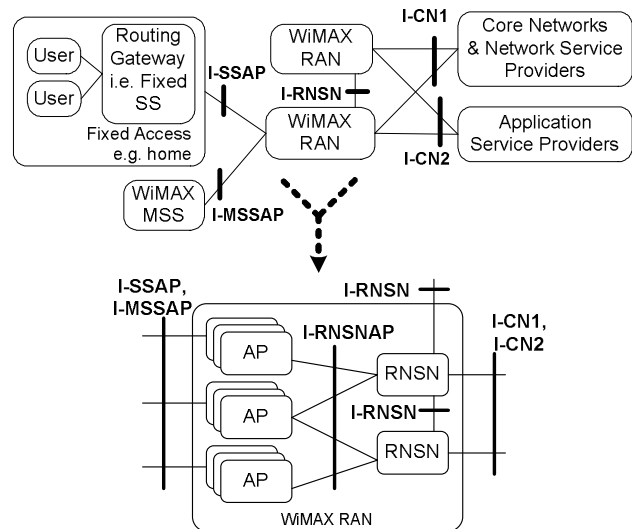 User
User
Routing
Gateway
i.e. Fixed
SS
Fixed Access
e.g. home
I-SSAP
WiMAX
MSS
I-MSSAP
WiMAX
RAN
I-RNSN
WiMAX
RAN
I-CN1
I-CN2
Core Networks
& Network Service
Providers
Application
Service Providers
I-SSAP,
I-MSSAP
AP
AP
AP
I-RNSNAP
I-RNSN
RNSN
I-RNSN
RNSN
I-CN1,
I-CN2
WiMAX RAN